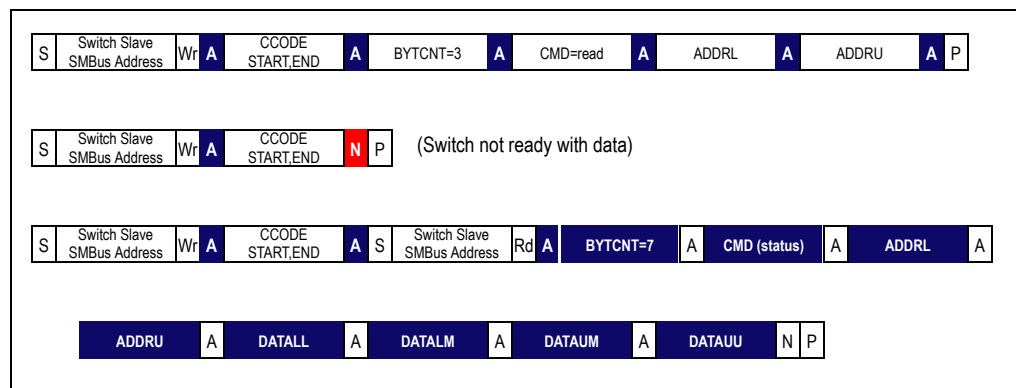 S Switch Slave SMBus Address Wr A CCODE START,END A BYTCNT=3 A CMD=read A ADDRL A ADDRU A P
S Switch Slave SMBus Address Wr A CCODE START,END N P (Switch not ready with data)
S Switch Slave SMBus Address Wr A CCODE START,END A S Switch Slave SMBus Address Rd A BYTCNT=7 A CMD (status) A ADDRL A
ADDRU A DATALL A DATALM A DATAUM A DATAUU N P